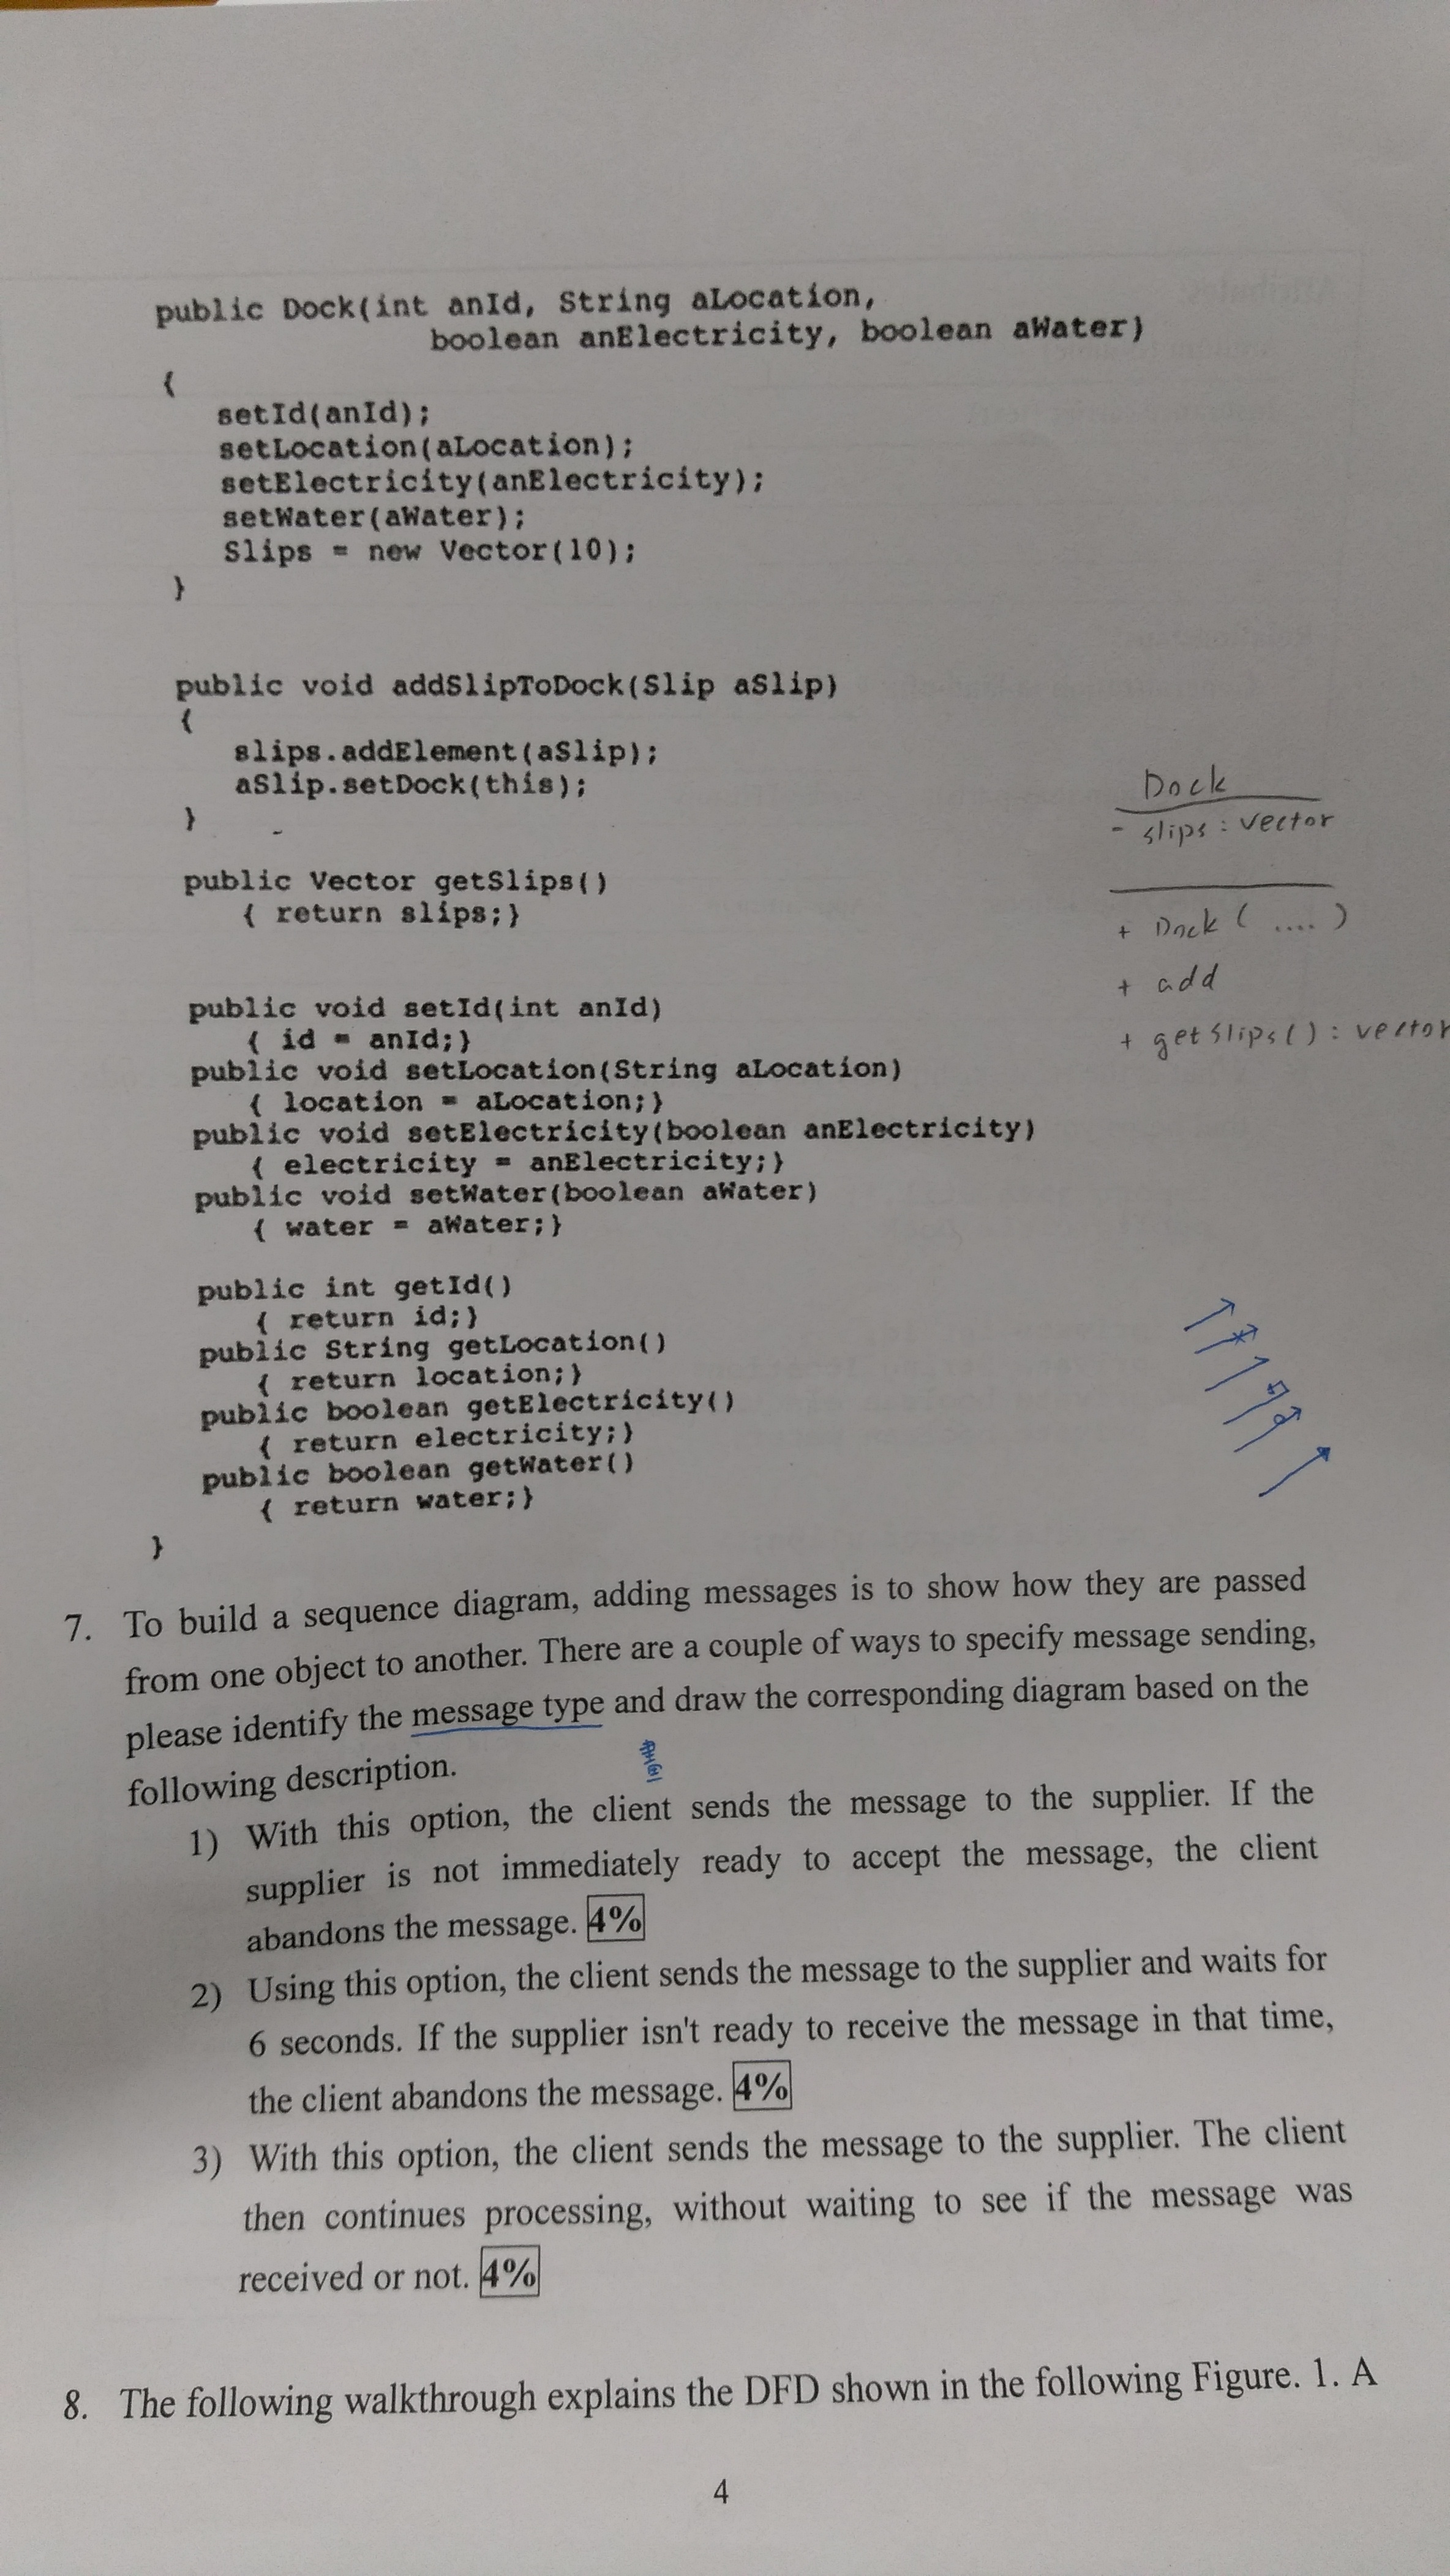 public Dock(int anId, String aLocation,
boolean anElectricity, boolean aWater)
{
setId(anId);
setLocation(aLocation);
setElectricity(anElectricity);
setWater(aWater);
Slips = new Vector(10);
}
public void addSlipToDock(Slip aSlip)
{
slips.addElement(aSlip);
aSlip.setDock(this);
}
public Vector getSlips()
{ return slips;}
public void setId(int anId)
{ id = anId;}
public void setLocation(String aLocation)
{ location = aLocation;}
public void setElectricity(boolean anElectricity)
{ electricity = anElectricity;}
public void setWater(boolean aWater)
{ water = aWater;}
public int getId()
{ return id;}
public String getLocation()
{ return location;}
public boolean getElectricity()
{ return electricity;}
public boolean getWater()
{ return water;}
}
Dock
- slips : vector
+ Dock ( .... )
+ add
+ getslips() : vector
7. To build a sequence diagram, adding messages is to show how they are passed
from one object to another. There are a couple of ways to specify message sending,
please identify the message type and draw the corresponding diagram based on the
following description.
1) With this option, the client sends the message to the supplier. If the
supplier is not immediately ready to accept the message, the client
abandons the message. 4%
2) Using this option, the client sends the message to the supplier and waits for
6 seconds. If the supplier isn't ready to receive the message in that time,
the client abandons the message. 4%
3) With this option, the client sends the message to the supplier. The client
then continues processing, without waiting to see if the message was
received or not. 4%
8. The following walkthrough explains the DFD shown in the following Figure. 1. A
4